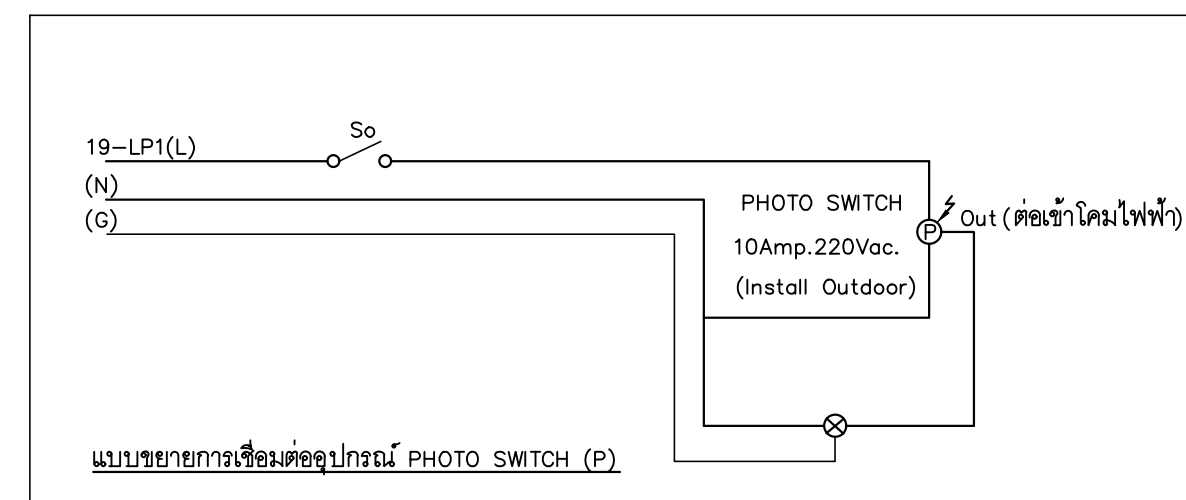 So
19-LP1(L)
(N)
(G)
PHOTO SWITCH
10Amp.220Vac.
(Install Outdoor)
P
Out (ต่อเข้าโคมไฟฟ้า)
แบบขยายการเชื่อมต่ออุปกรณ์ PHOTO SWITCH (P)